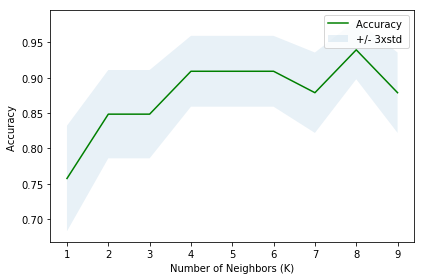 Accuracy
+/- 3xstd
0.95
0.90
0.85
0.80
0.75
0.70
Accuracy
1 2 3 4 5 6 7 8 9
Number of Neighbors (K)